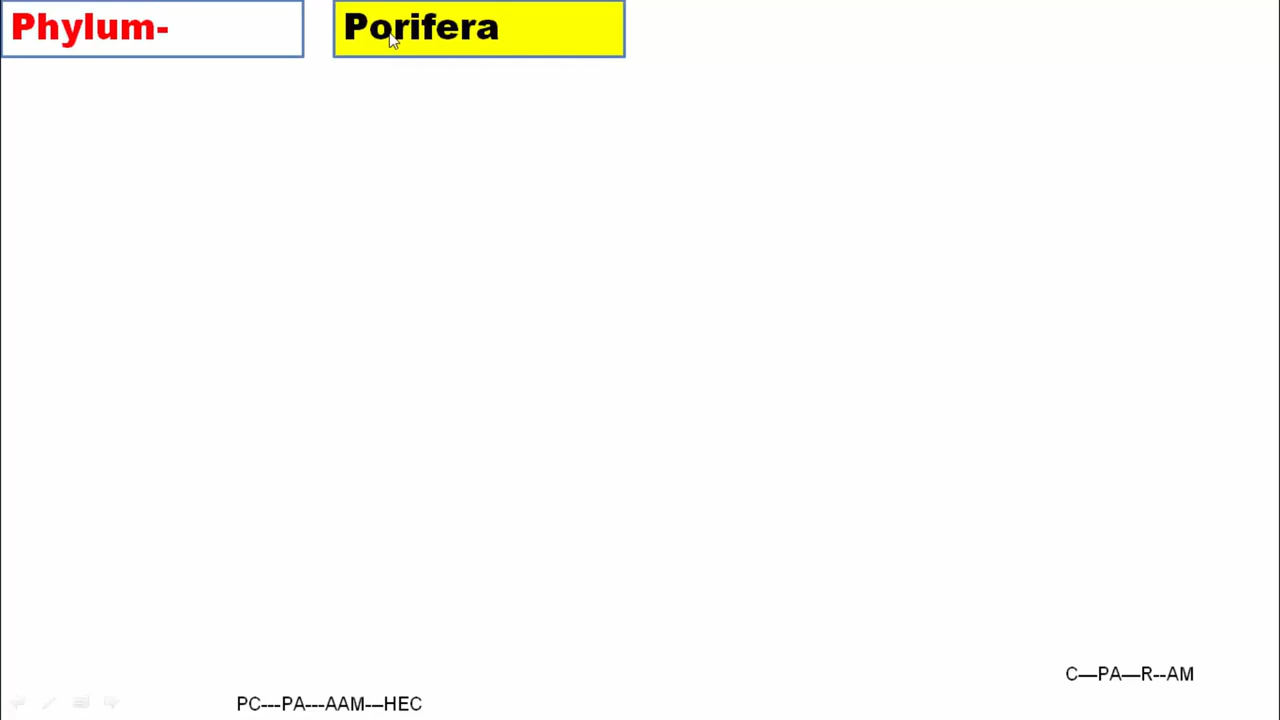 Phylum-
Porifera
C—PA—R--AM
PC---PA---AAM---HEC